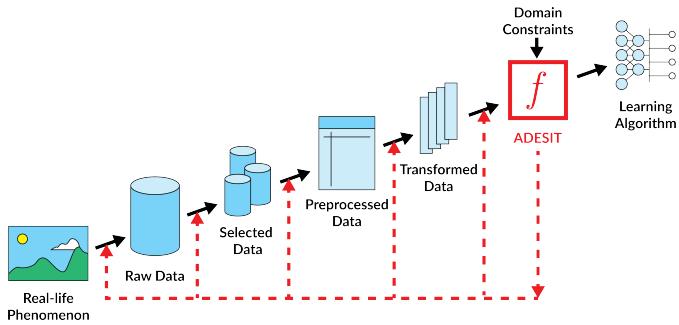 Real-life
Phenomenon
Raw Data
Selected
Data
Preprocessed
Data
Transformed
Data
Domain
Constraints
f
ADESIT
Learning
Algorithm